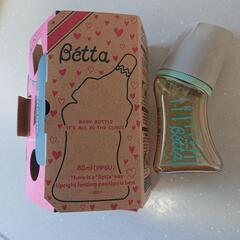 Bétta
BABY BOTTLE
IT'S ALL IN THE CURVE
80ml (PPSU)
There is a "Betta" way
Upright feeding position is best
Bétta